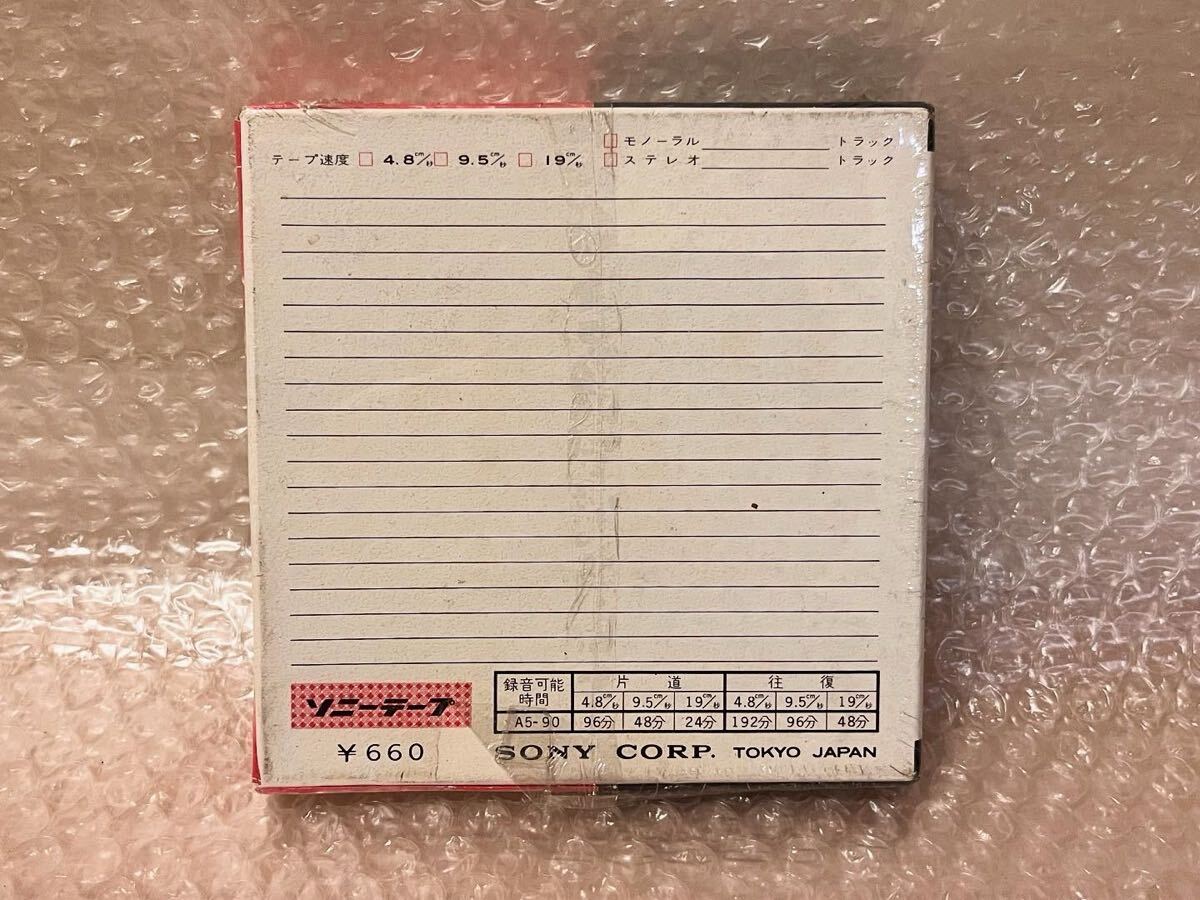 テープ速度 □ 4.8㎝/秒 □ 9.5㎝/秒 □ 19㎝/秒
□ モノーラル トラック
□ ステレオ トラック
録音可能時間 片道 往復
4.8㎝/秒 9.5㎝/秒 19㎝/秒 4.8㎝/秒 9.5㎝/秒 19㎝/秒
A5-90 96分 48分 24分 192分 96分 48分
ソニーテープ
¥660
SONY CORP. TOKYO JAPAN